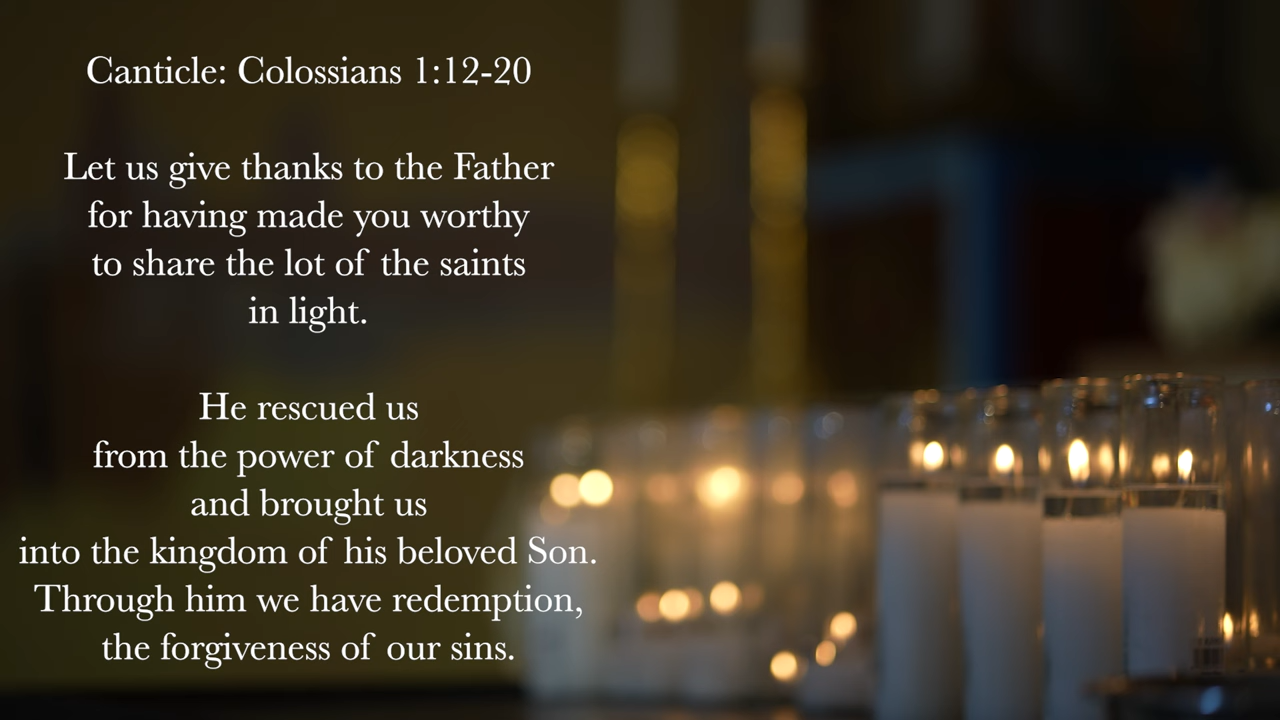 Canticle: Colossians 1:12-20
Let us give thanks to the Father
for having made you worthy
to share the lot of the saints
in light.
He rescued us
from the power of darkness
and brought us
into the kingdom of his beloved Son.
Through him we have redemption,
the forgiveness of our sins.